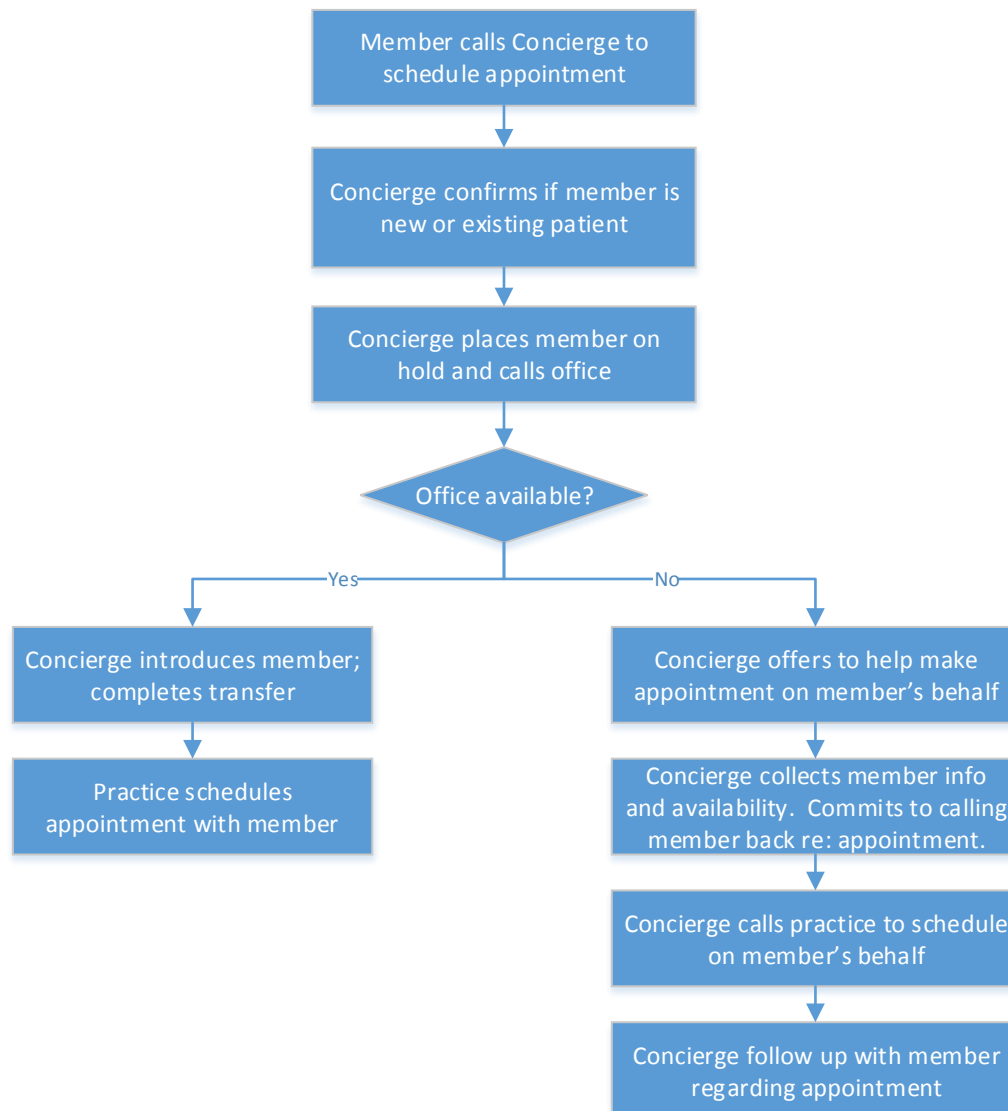 Member calls Concierge to
schedule appointment
Concierge confirms if member is
new or existing patient
Concierge places member on
hold and calls office
Office available?
Yes
No
Concierge introduces member;
completes transfer
Practice schedules
appointment with member
Concierge offers to help make
appointment on member’s behalf
Concierge collects member info
and availability.  Commits to calling
member back re: appointment.
Concierge calls practice to schedule
on member’s behalf
Concierge follow up with member
regarding appointment